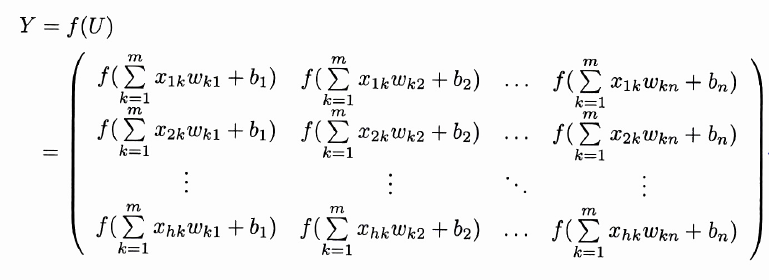 Y = f(U)
= ( f(∑_{k=1}^{m} x_{1k}w_{k1} + b_1) f(∑_{k=1}^{m} x_{1k}w_{k2} + b_2) … f(∑_{k=1}^{m} x_{1k}w_{kn} + b_n)
f(∑_{k=1}^{m} x_{2k}w_{k1} + b_1) f(∑_{k=1}^{m} x_{2k}w_{k2} + b_2) … f(∑_{k=1}^{m} x_{2k}w_{kn} + b_n)
⋮ ⋮ ⋱ ⋮
f(∑_{k=1}^{m} x_{hk}w_{k1} + b_1) f(∑_{k=1}^{m} x_{hk}w_{k2} + b_2) … f(∑_{k=1}^{m} x_{hk}w_{kn} + b_n) )